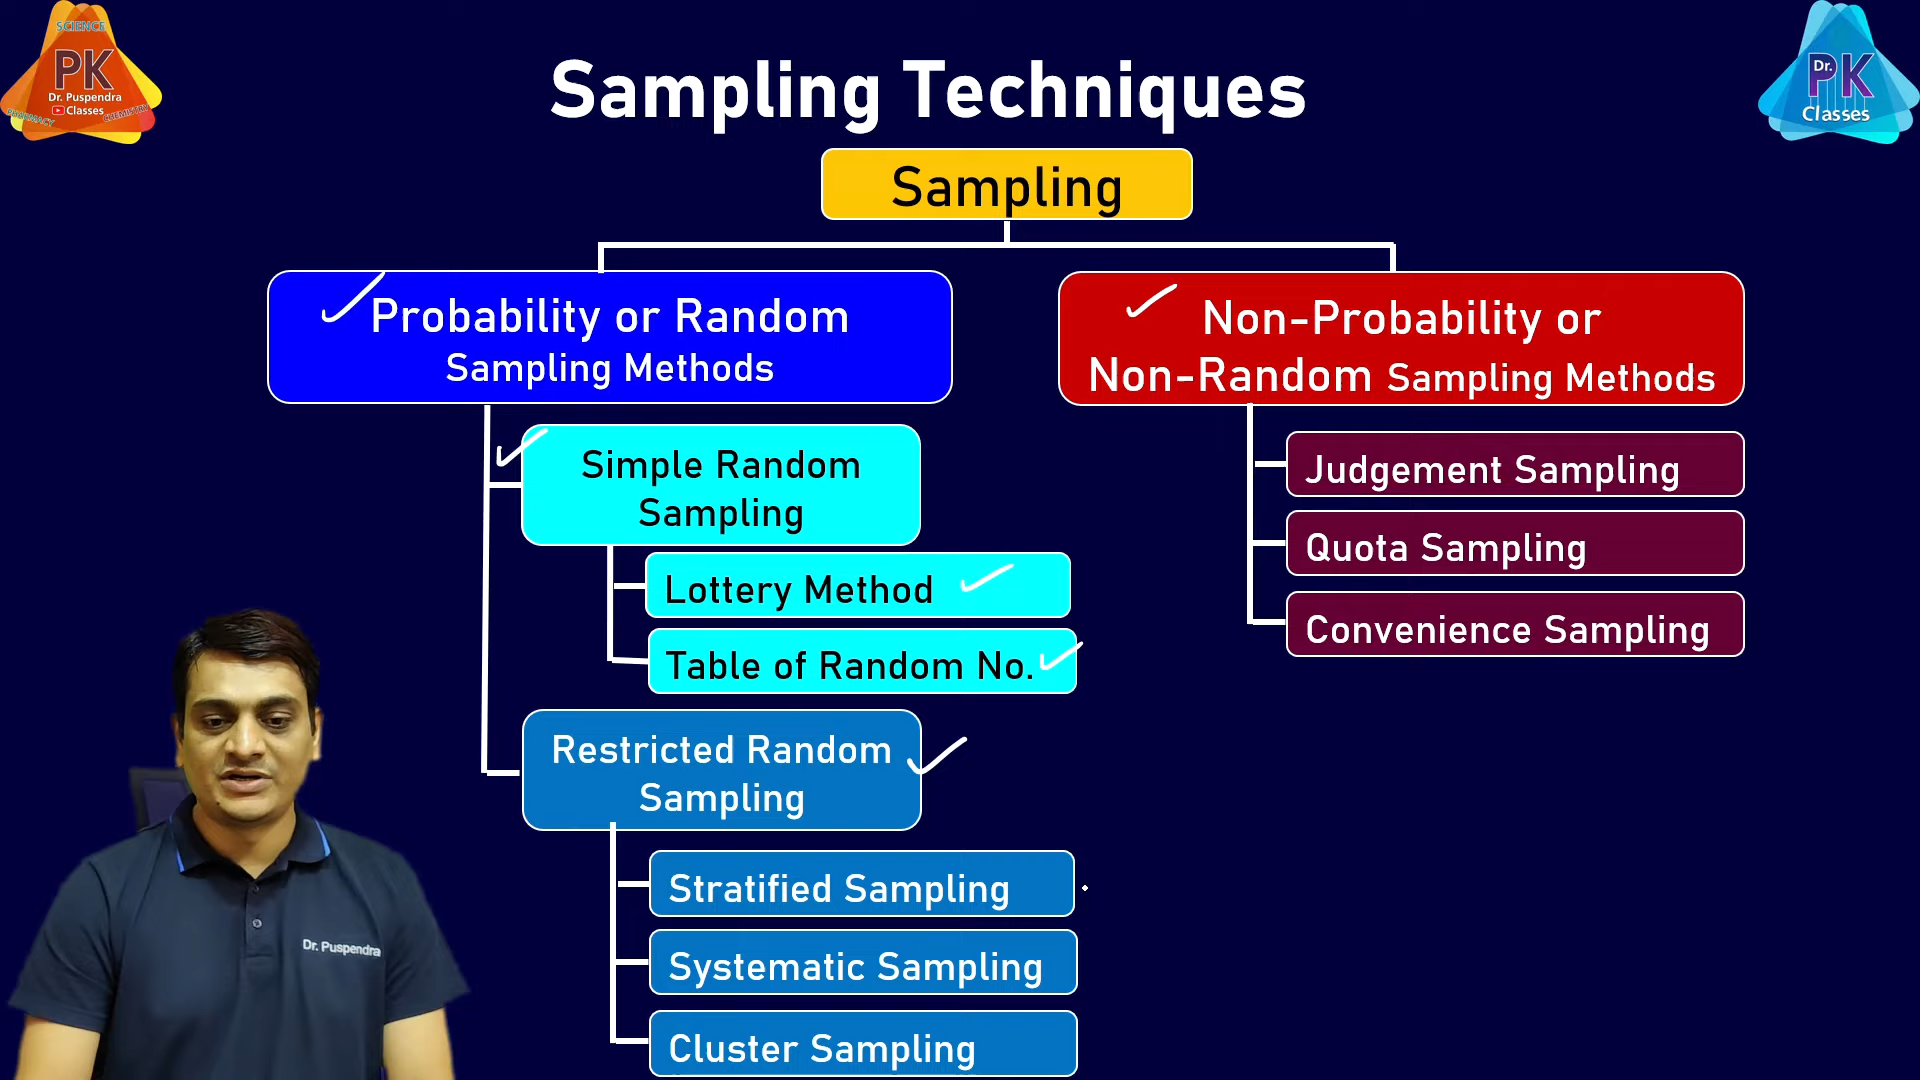 SCIENCE
PK
Dr. Puspendra
Classes
PHARMACY
CHEMISTRY
Sampling Techniques
Dr.
PK
Classes
Sampling
Probability or Random
Sampling Methods
Non-Probability or
Non-Random Sampling Methods
Simple Random
Sampling
Lottery Method
Table of Random No.
Restricted Random
Sampling
Stratified Sampling
Systematic Sampling
Cluster Sampling
Judgement Sampling
Quota Sampling
Convenience Sampling
Dr. Puspendra